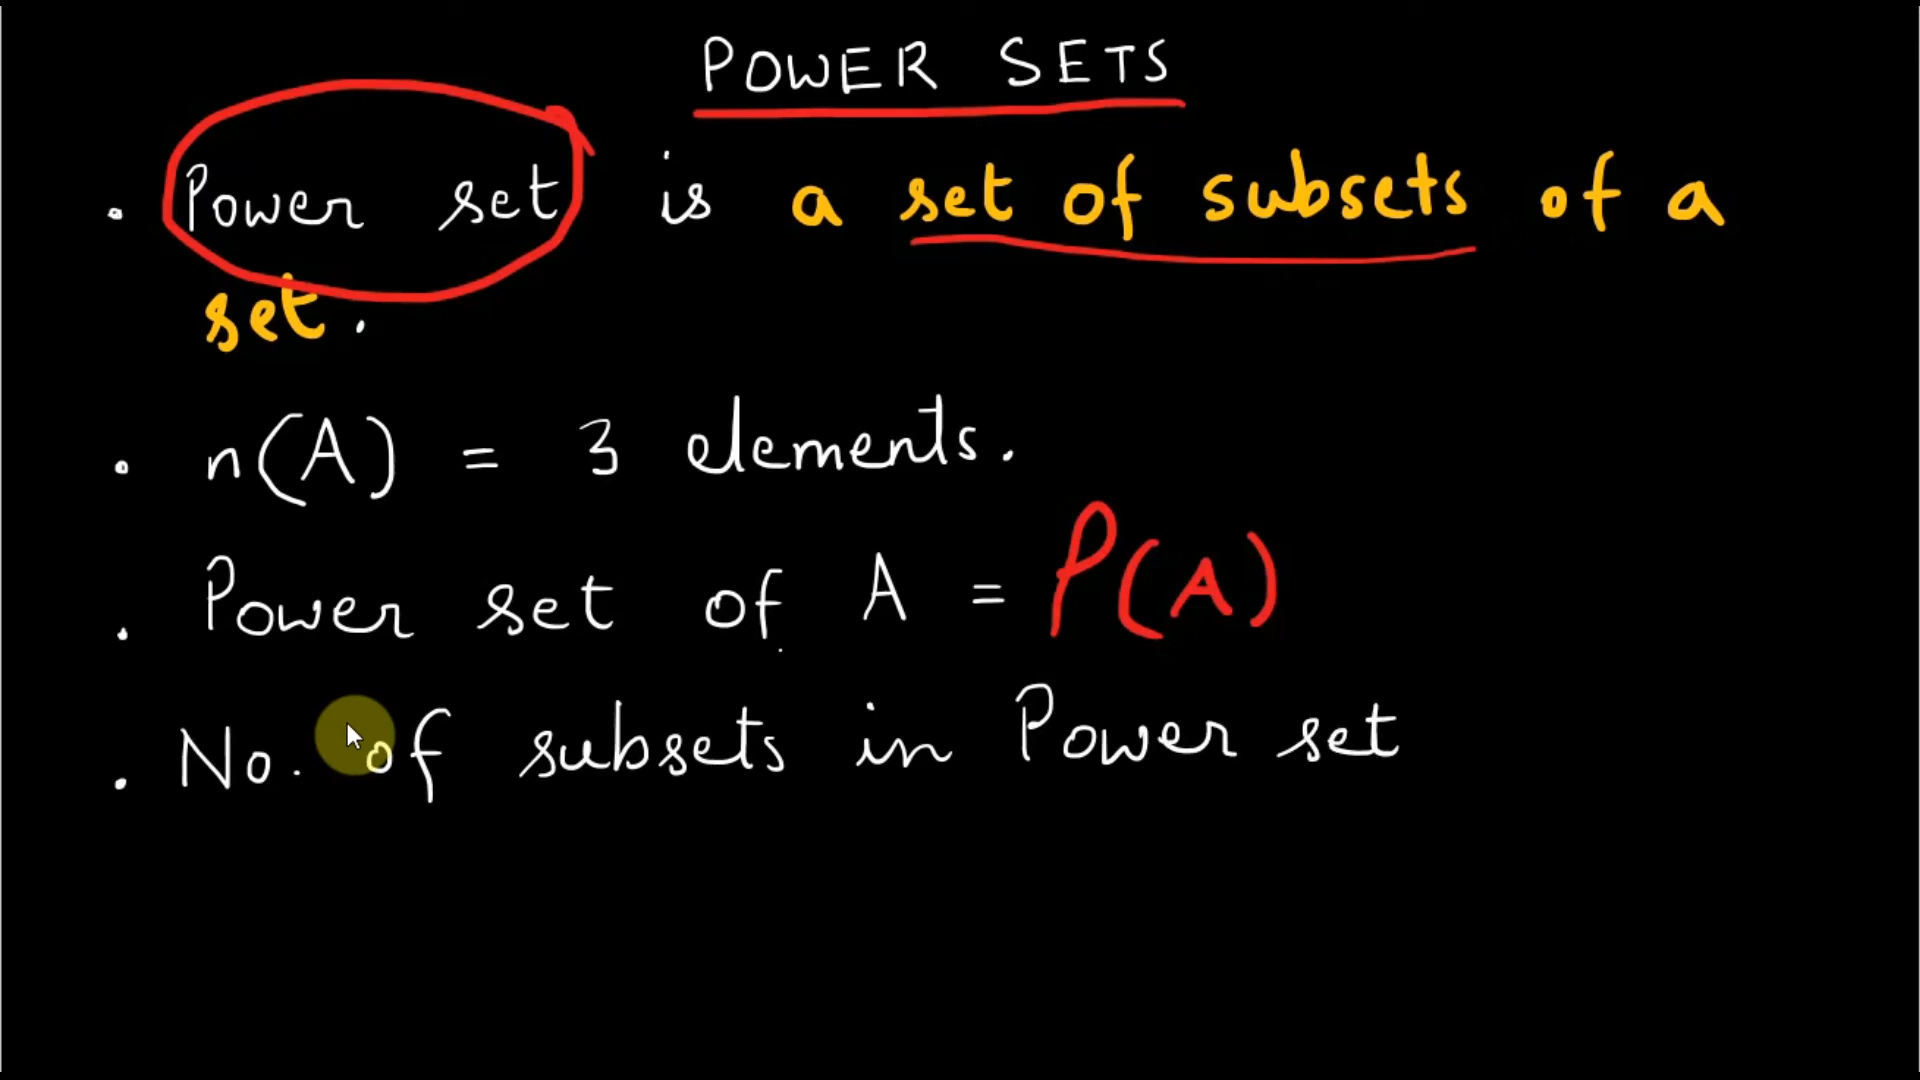 POWER SETS
. Power set is a set of subsets of a
set.
. n(A) = 3 elements.
. Power set of A = P(A)
. No. of subsets in Power set